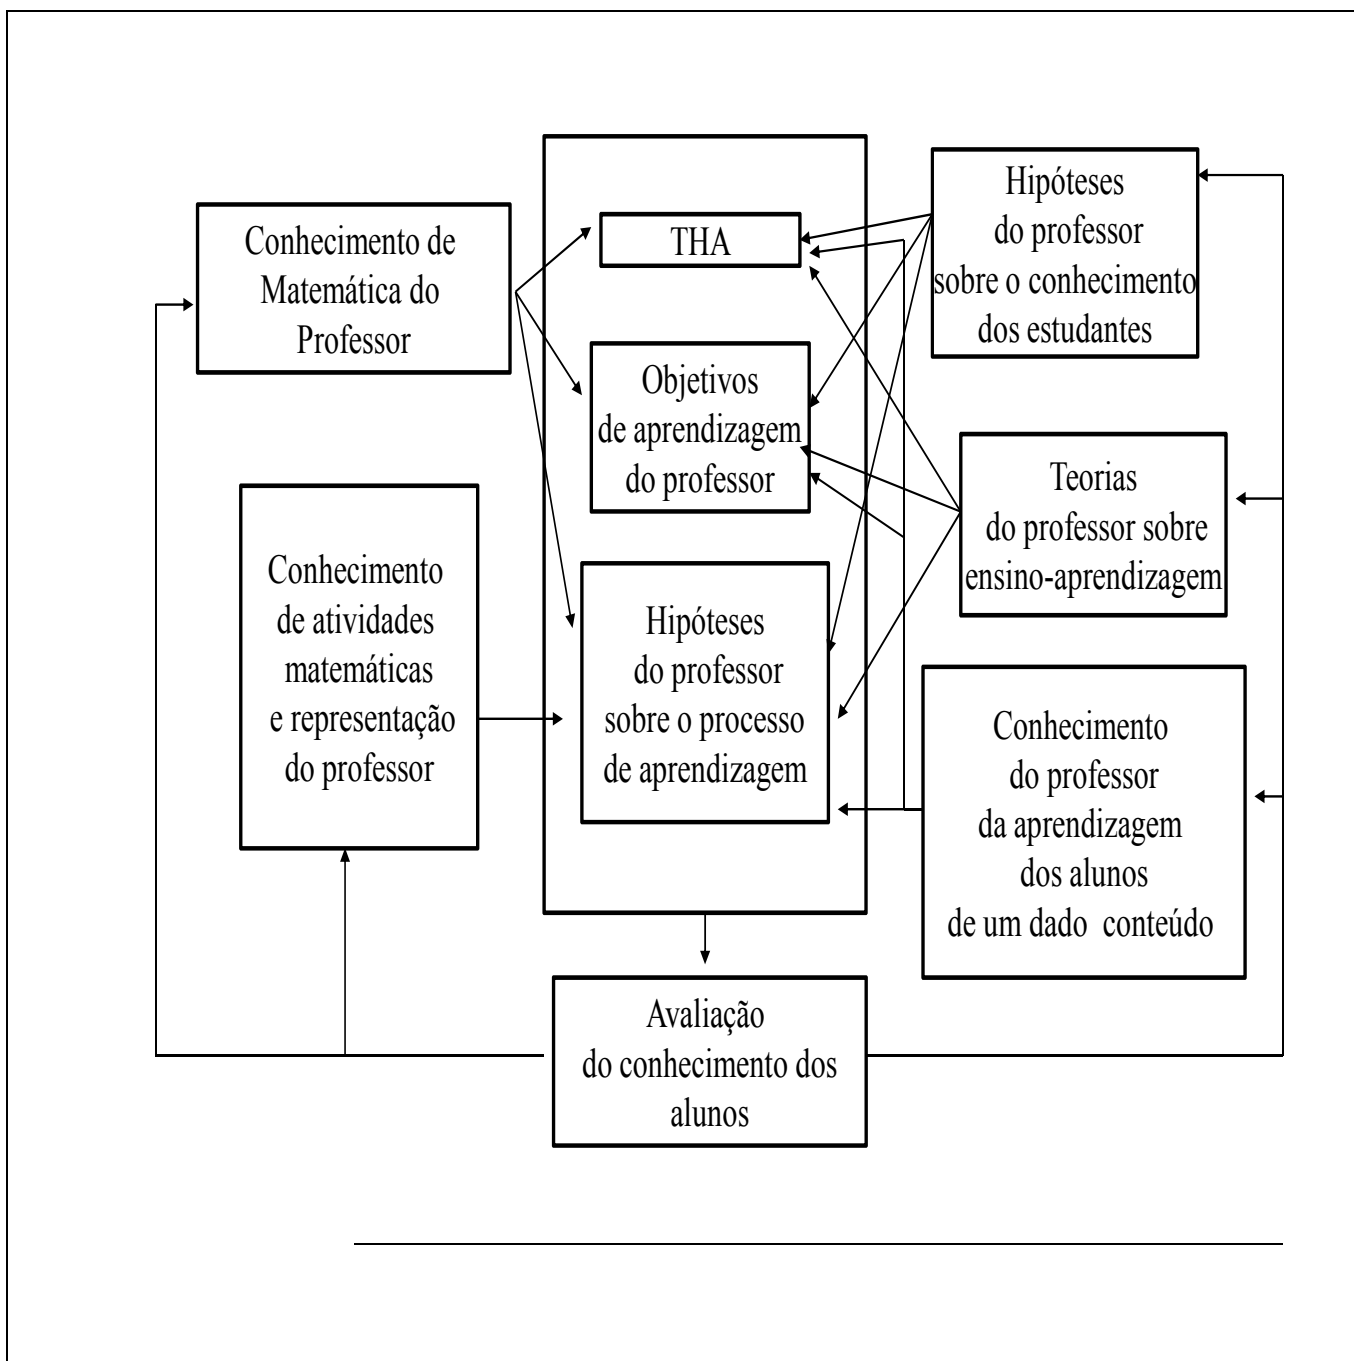 Conhecimento de
Matemática do
Professor
THA
Hipóteses
do professor
sobre o conhecimento
dos estudantes
Objetivos
de aprendizagem
do professor
Teorias
do professor sobre
ensino-aprendizagem
Conhecimento
de atividades
matemáticas
e representação
do professor
Hipóteses
do professor
sobre o processo
de aprendizagem
Conhecimento
do professor
da aprendizagem
dos alunos
de um dado conteúdo
Avaliação
do conhecimento dos
alunos